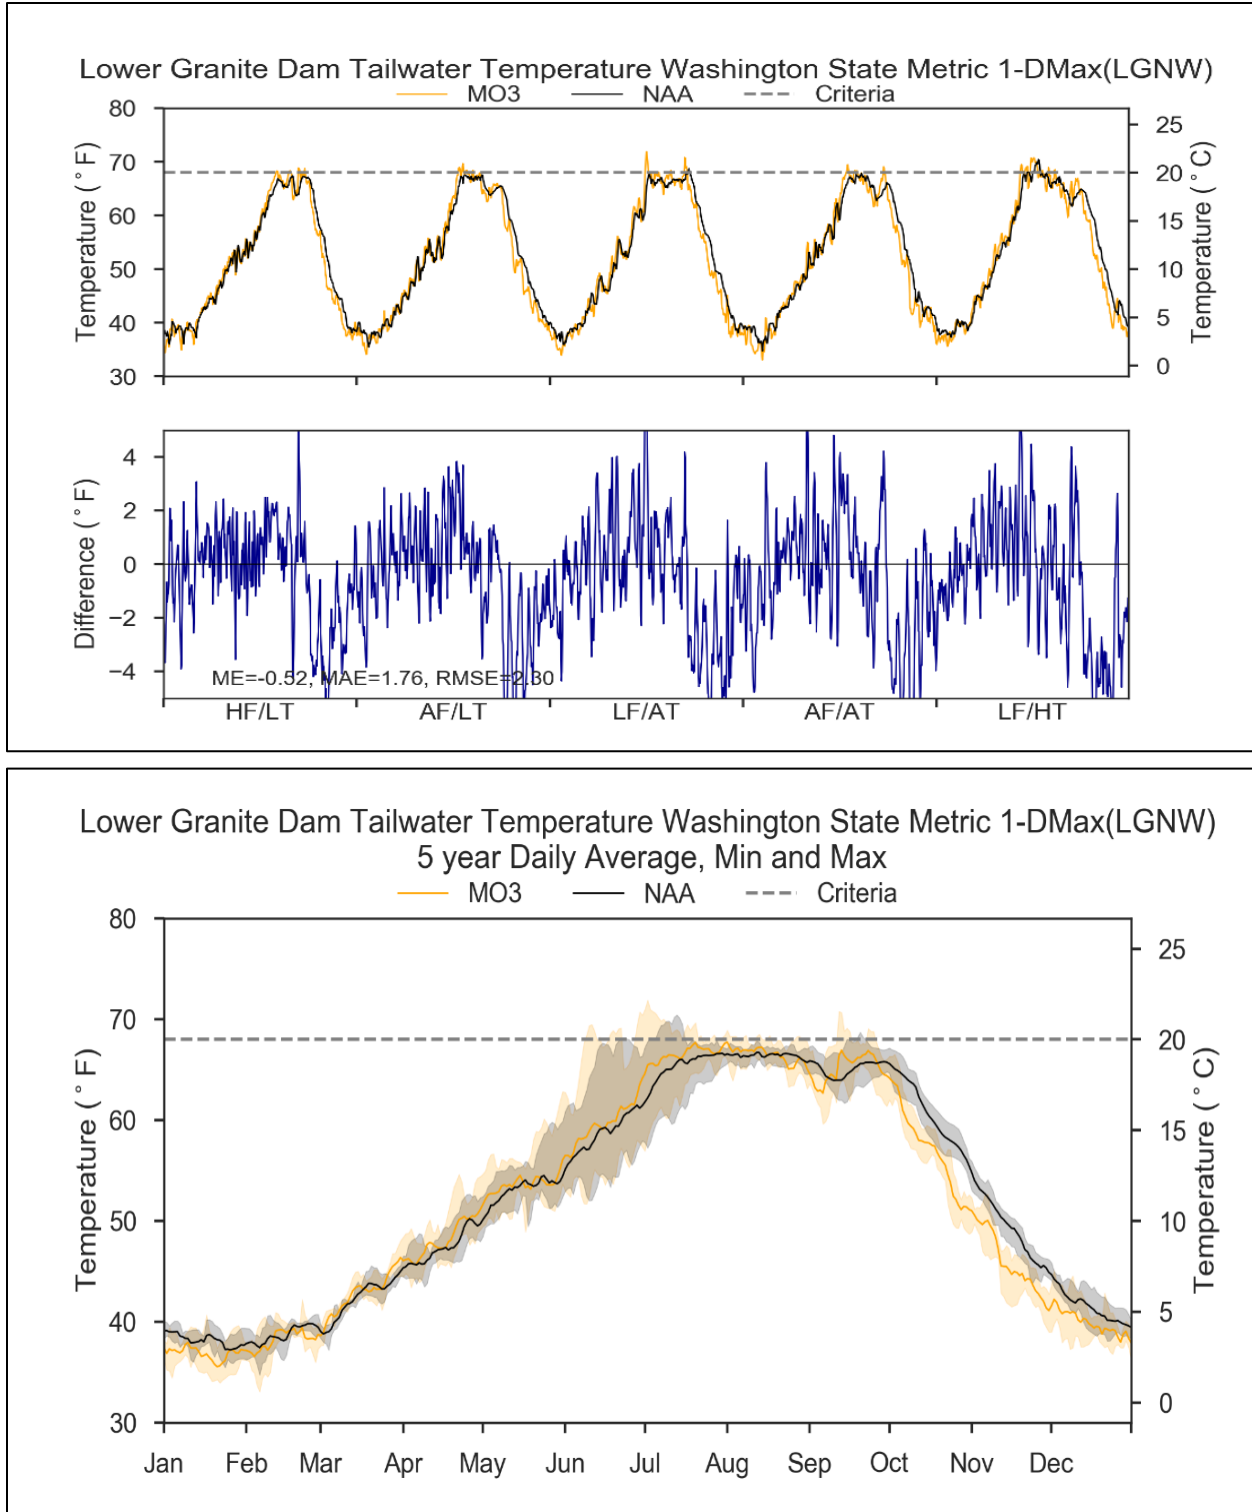 Lower Granite Dam Tailwater Temperature Washington State Metric 1-DMax(LGNW)
MO3 NAA Criteria
80
70
60
50
40
30
Temperature (°F)
25
20
15
10
5
0
Temperature (°C)
4
2
0
−2
−4
Difference (°F)
ME=-0.52, MAE=1.76, RMSE=2.30
HF/LT AF/LT LF/AT AF/AT LF/HT
Lower Granite Dam Tailwater Temperature Washington State Metric 1-DMax(LGNW)
5 year Daily Average, Min and Max
MO3 NAA Criteria
80
70
60
50
40
30
Temperature (°F)
25
20
15
10
5
0
Temperature (°C)
Jan Feb Mar Apr May Jun Jul Aug Sep Oct Nov Dec